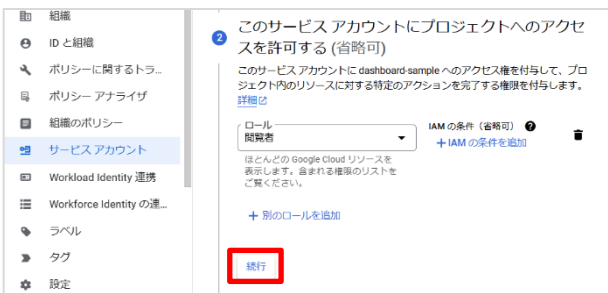 組織
ID と組織
ポリシーに関するトラ...
ポリシー アナライザ
組織のポリシー
サービス アカウント
Workload Identity 連携
Workforce Identity の連...
ラベル
タグ
設定
2
このサービス アカウントにプロジェクトへのアクセ
スを許可する (省略可)
このサービス アカウントに dashboard-sample へのアクセス権を付与して、プロ
ジェクト内のリソースに対する特定のアクションを完了する権限を付与します。
詳細
ロール
閲覧者
IAM の条件（省略可）
+ IAM の条件を追加
ほとんどの Google Cloud リソースを
表示します。含まれる権限のリストを
ご覧ください。
+ 別のロールを追加
続行